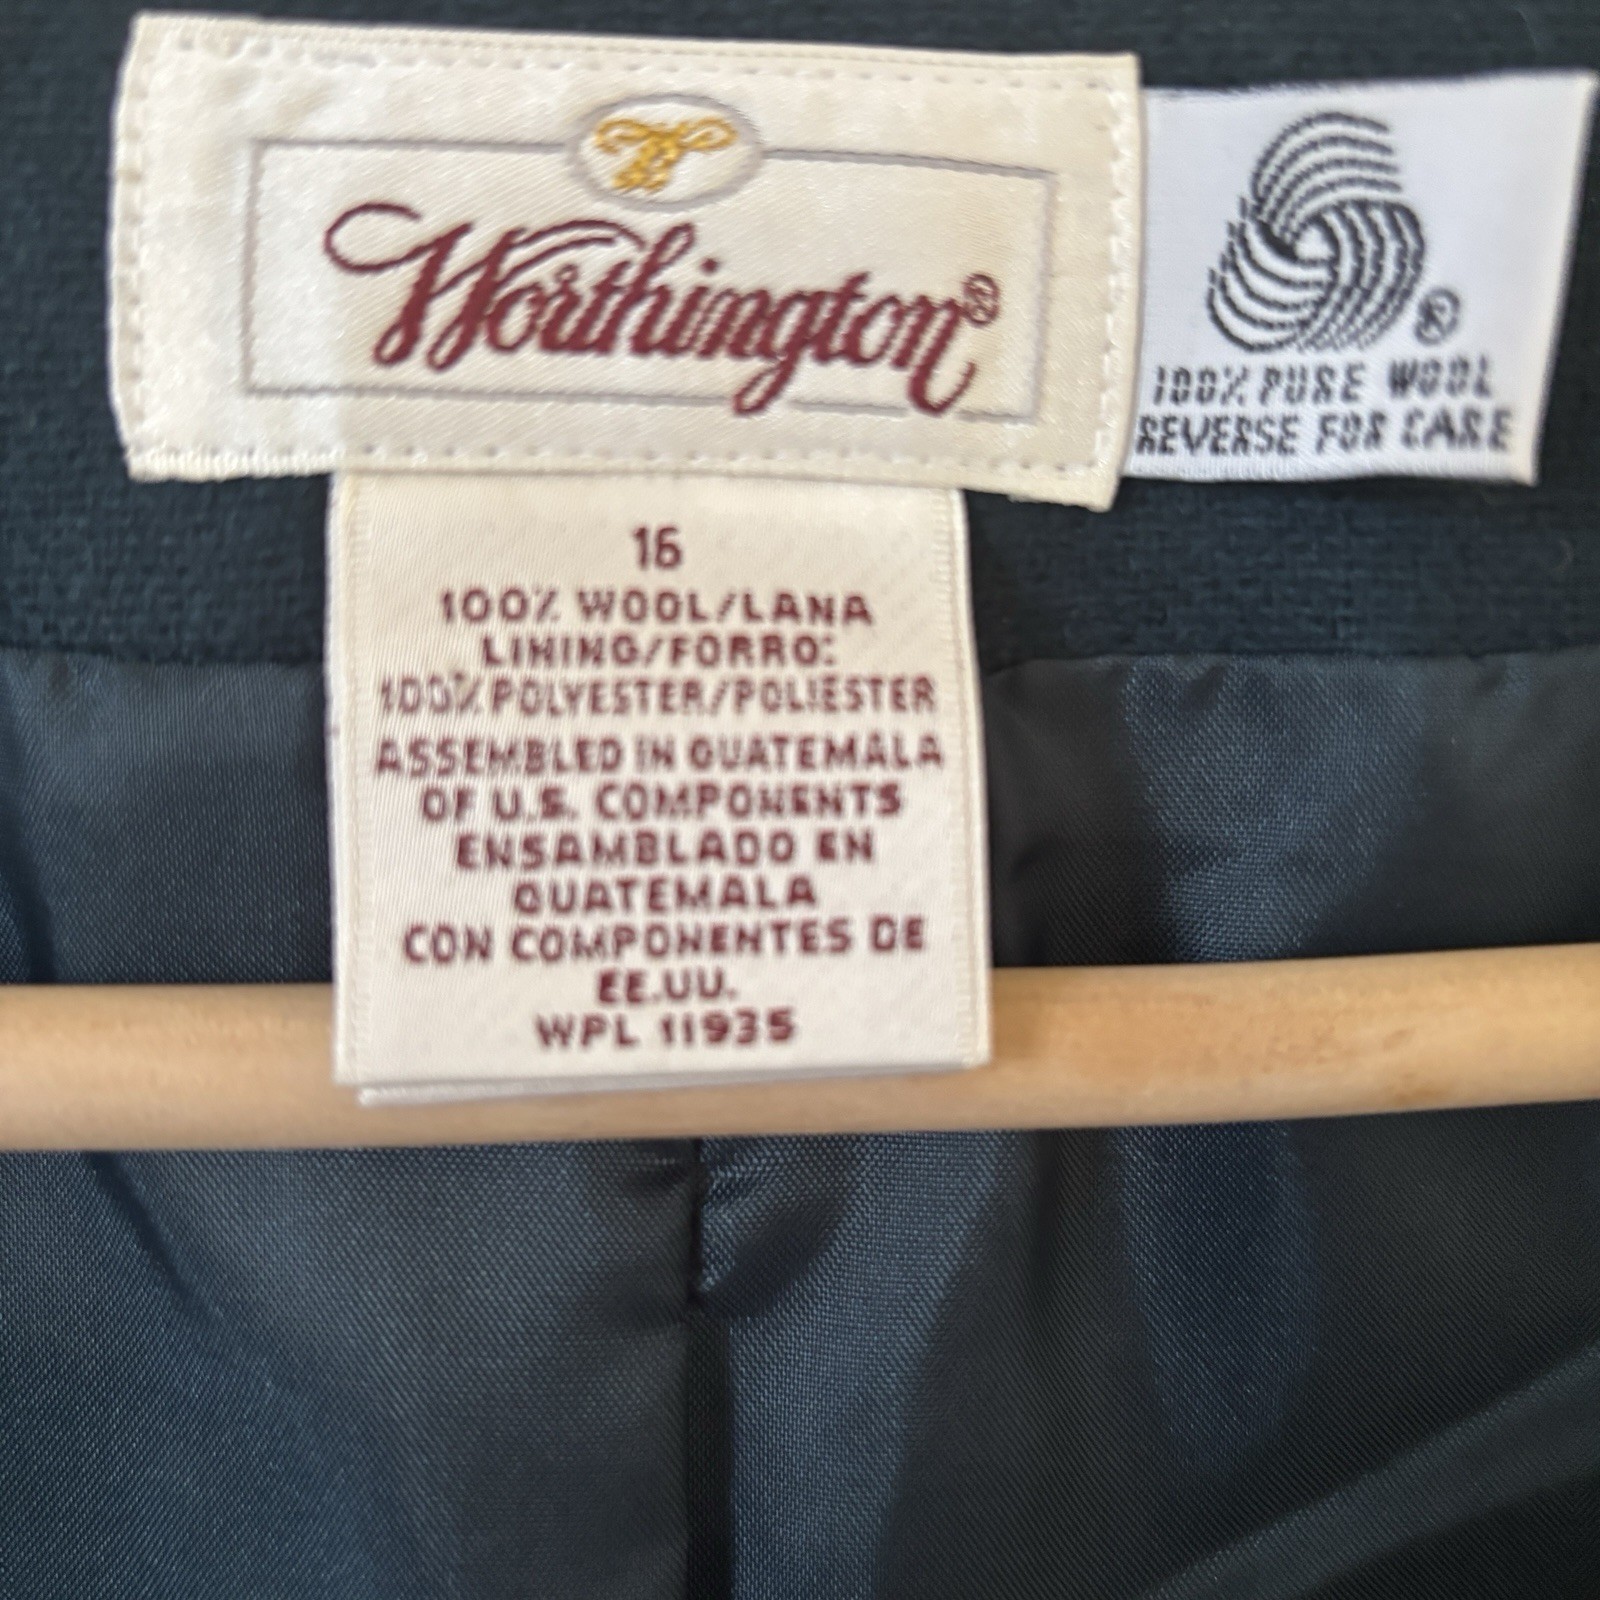 Worthington®
100% PURE WOOL
REVERSE FOR CARE
16
100% WOOL/LANA
LINING/FORRO:
100% POLYESTER/POLIESTER
ASSEMBLED IN GUATEMALA
OF U.S. COMPONENTS
ENSAMBLADO EN
GUATEMALA
CON COMPONENTES DE
EE.UU.
WPL 11935